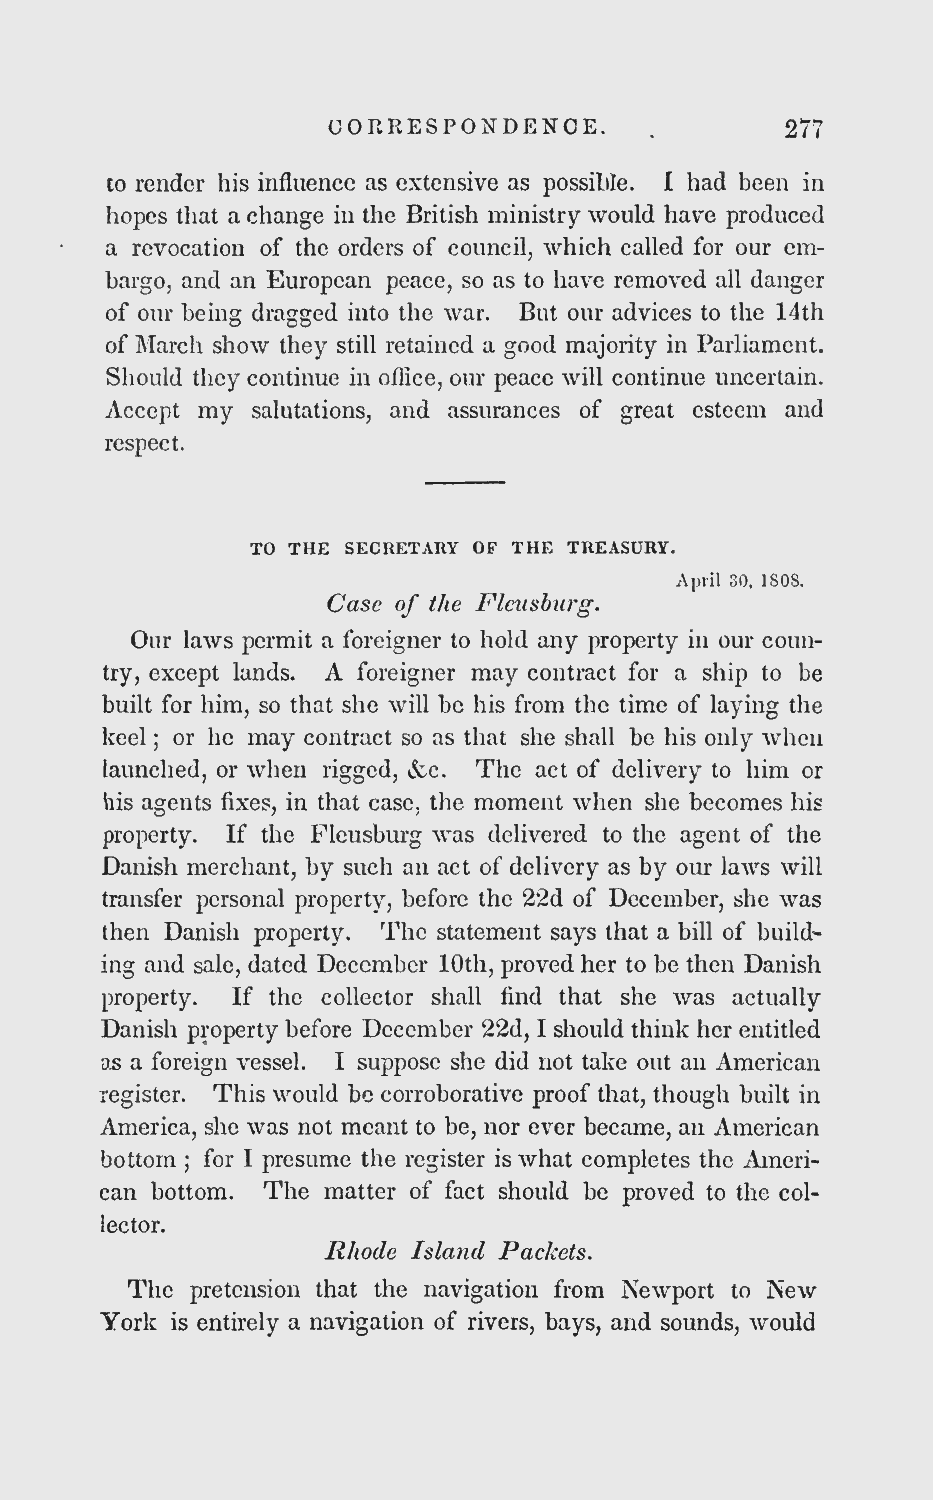 CORRESPONDENCE. 277
to render his influence as extensive as possible. I had been in
hopes that a change in the British ministry would have produced
a revocation of the orders of council, which called for our em-
bargo, and an European peace, so as to have removed all danger
of our being dragged into the war. But our advices to the 14th
of March show they still retained a good majority in Parliament.
Should they continue in office, our peace will continue uncertain.
Accept my salutations, and assurances of great esteem and
respect.
TO THE SECRETARY OF THE TREASURY.
April 30, 1808.
Case of the Fleusburg.
Our laws permit a foreigner to hold any property in our coun-
try, except lands. A foreigner may contract for a ship to be
built for him, so that she will be his from the time of laying the
keel; or he may contract so as that she shall be his only when
launched, or when rigged, &c. The act of delivery to him or
his agents fixes, in that case, the moment when she becomes his
property. If the Fleusburg was delivered to the agent of the
Danish merchant, by such an act of delivery as by our laws will
transfer personal property, before the 22d of December, she was
then Danish property. The statement says that a bill of build-
ing and sale, dated December 10th, proved her to be then Danish
property. If the collector shall find that she was actually
Danish property before December 22d, I should think her entitled
as a foreign vessel. I suppose she did not take out an American
register. This would be corroborative proof that, though built in
America, she was not meant to be, nor ever became, an American
bottom; for I presume the register is what completes the Ameri-
can bottom. The matter of fact should be proved to the col-
lector.
Rhode Island Packets.
The pretension that the navigation from Newport to New
York is entirely a navigation of rivers, bays, and sounds, would